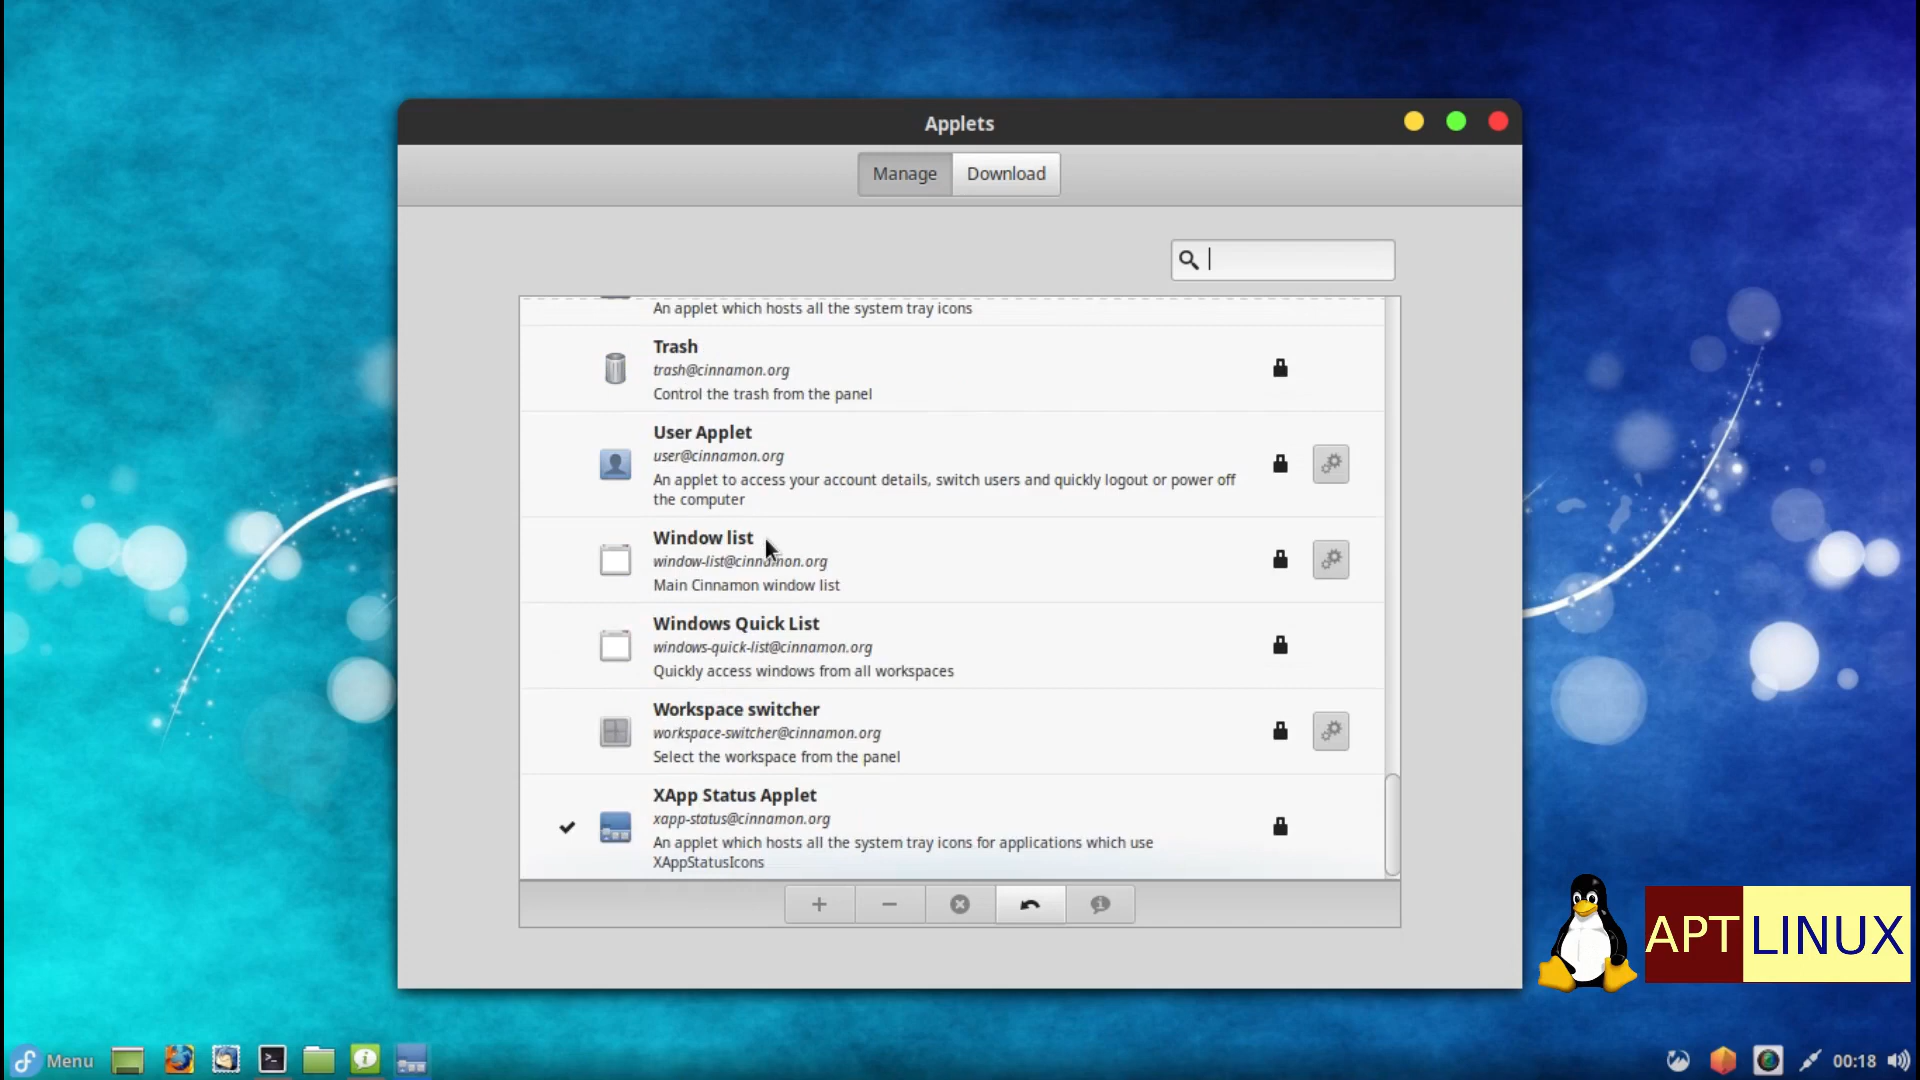 Applets
Manage
Download
An applet which hosts all the system tray icons
Trash
trash@cinnamon.org
Control the trash from the panel
User Applet
user@cinnamon.org
An applet to access your account details, switch users and quickly logout or power off
the computer
Window list
window-list@cinnamon.org
Main Cinnamon window list
Windows Quick List
windows-quick-list@cinnamon.org
Quickly access windows from all workspaces
Workspace switcher
workspace-switcher@cinnamon.org
Select the workspace from the panel
XApp Status Applet
xapp-status@cinnamon.org
An applet which hosts all the system tray icons for applications which use
XAppStatusIcons
APT LINUX
Menu
00:18